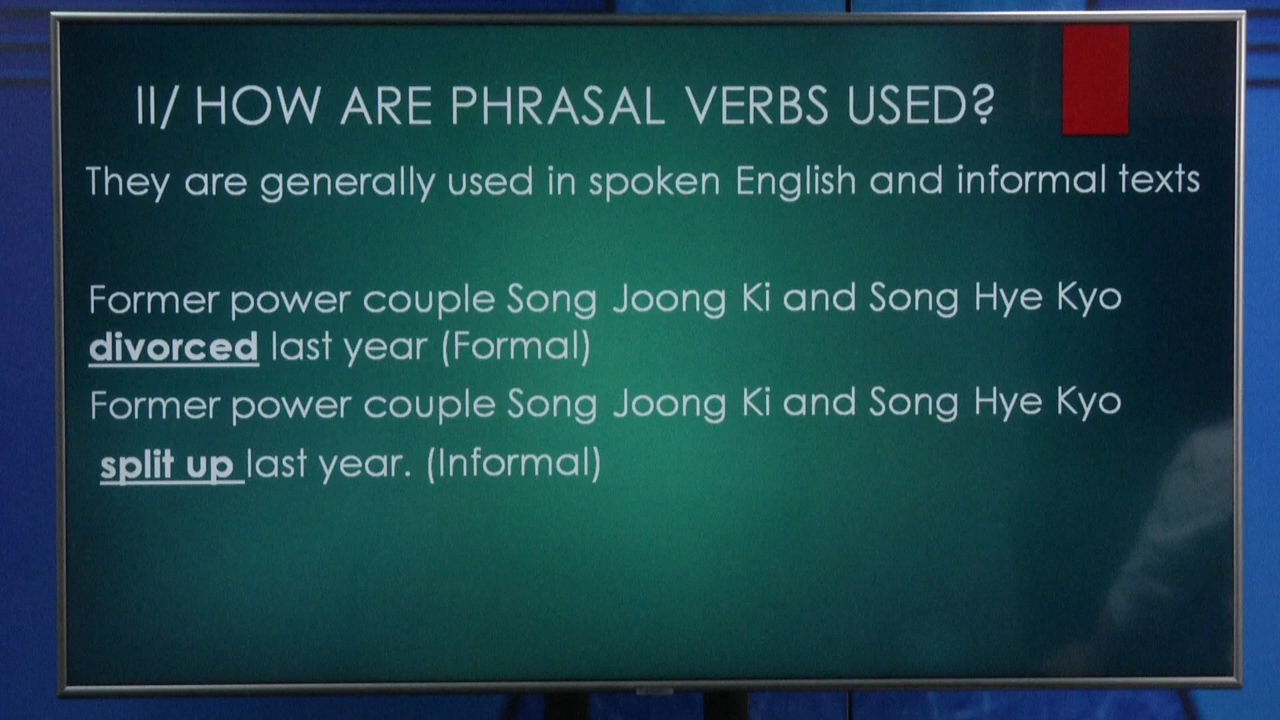 II/ HOW ARE PHRASAL VERBS USED?
They are generally used in spoken English and informal texts
Former power couple Song Joong Ki and Song Hye Kyo
divorced last year (Formal)
Former power couple Song Joong Ki and Song Hye Kyo
split up last year. (Informal)